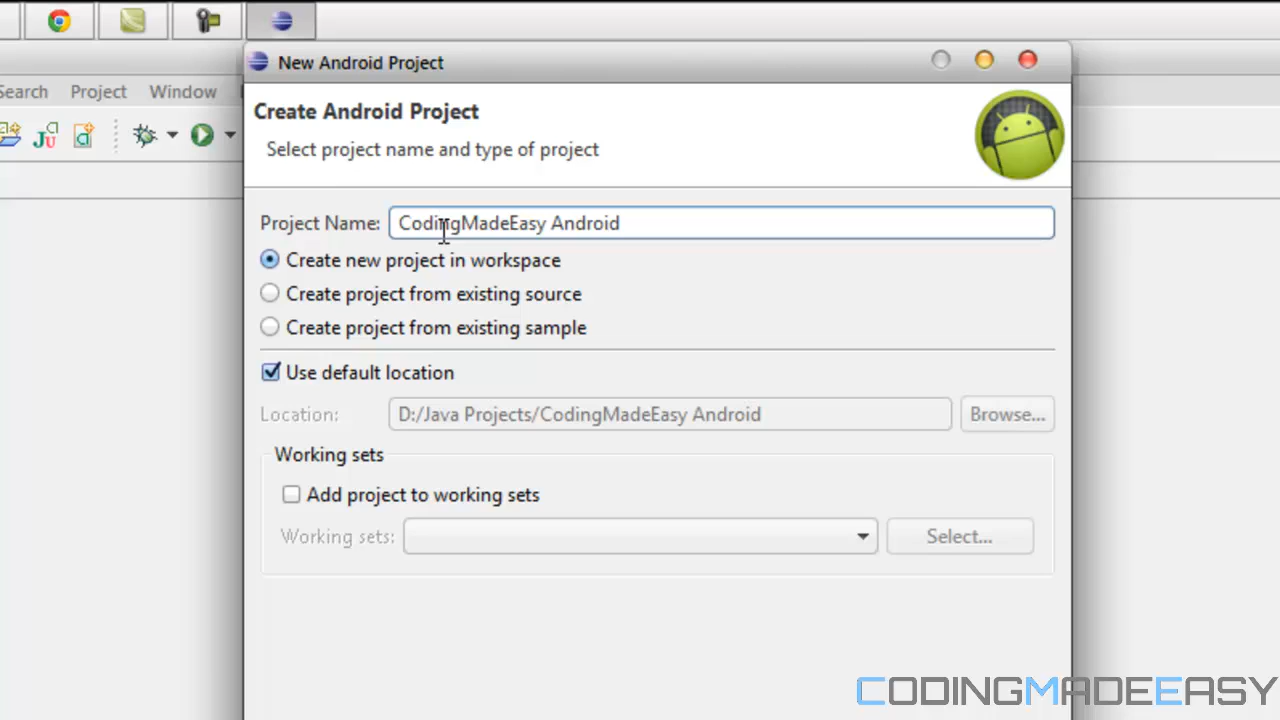 New Android Project
Search Project Window
Create Android Project
Select project name and type of project
Project Name: CodingMadeEasy Android
Create new project in workspace
Create project from existing source
Create project from existing sample
Use default location
Location: D:/Java Projects/CodingMadeEasy Android Browse...
Working sets
Add project to working sets
Working sets: Select...
CODINGMADEEASY